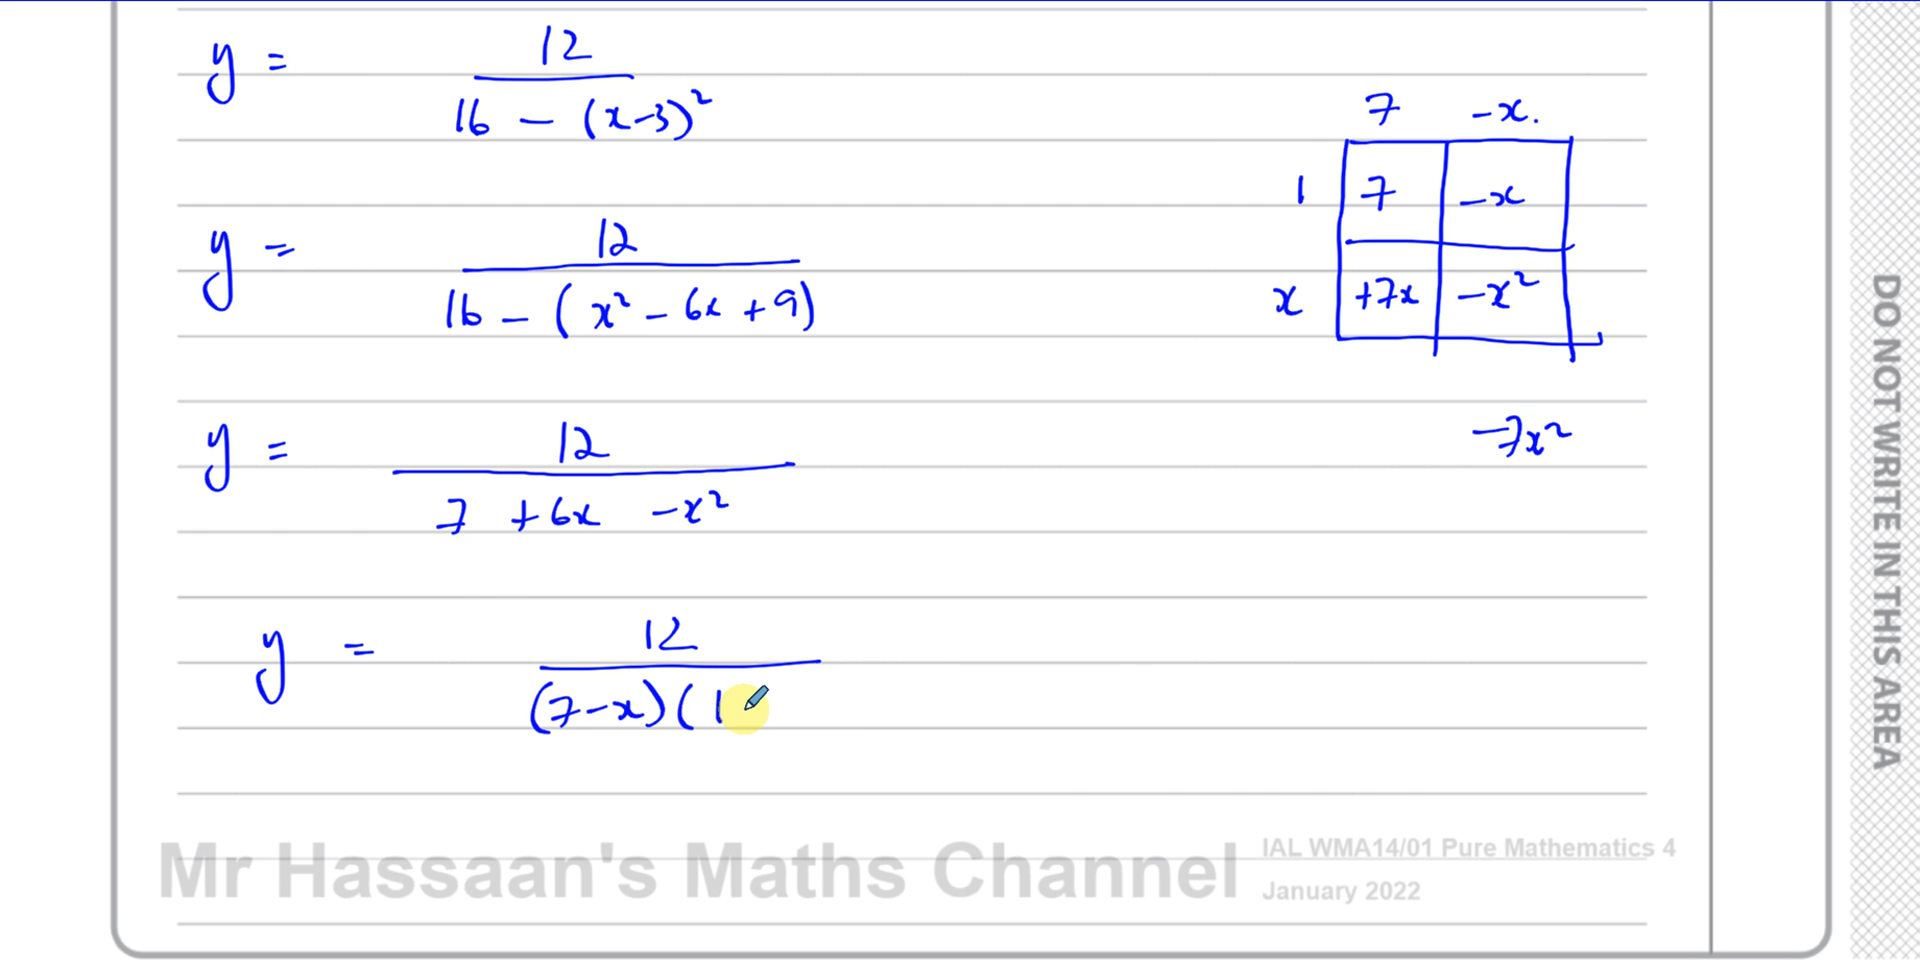 y = 12 / 16 - (x-3)²
y = 12 / 16 - (x² - 6x + 9)
y = 12 / 7 + 6x - x²
y = 12 / (7-x)(1
7 -x.
1 7 -x
x +7x -x²
-7x²
Mr Hassaan's Maths Channel
IAL WMA14/01 Pure Mathematics 4
January 2022
DO NOT WRITE IN THIS AREA